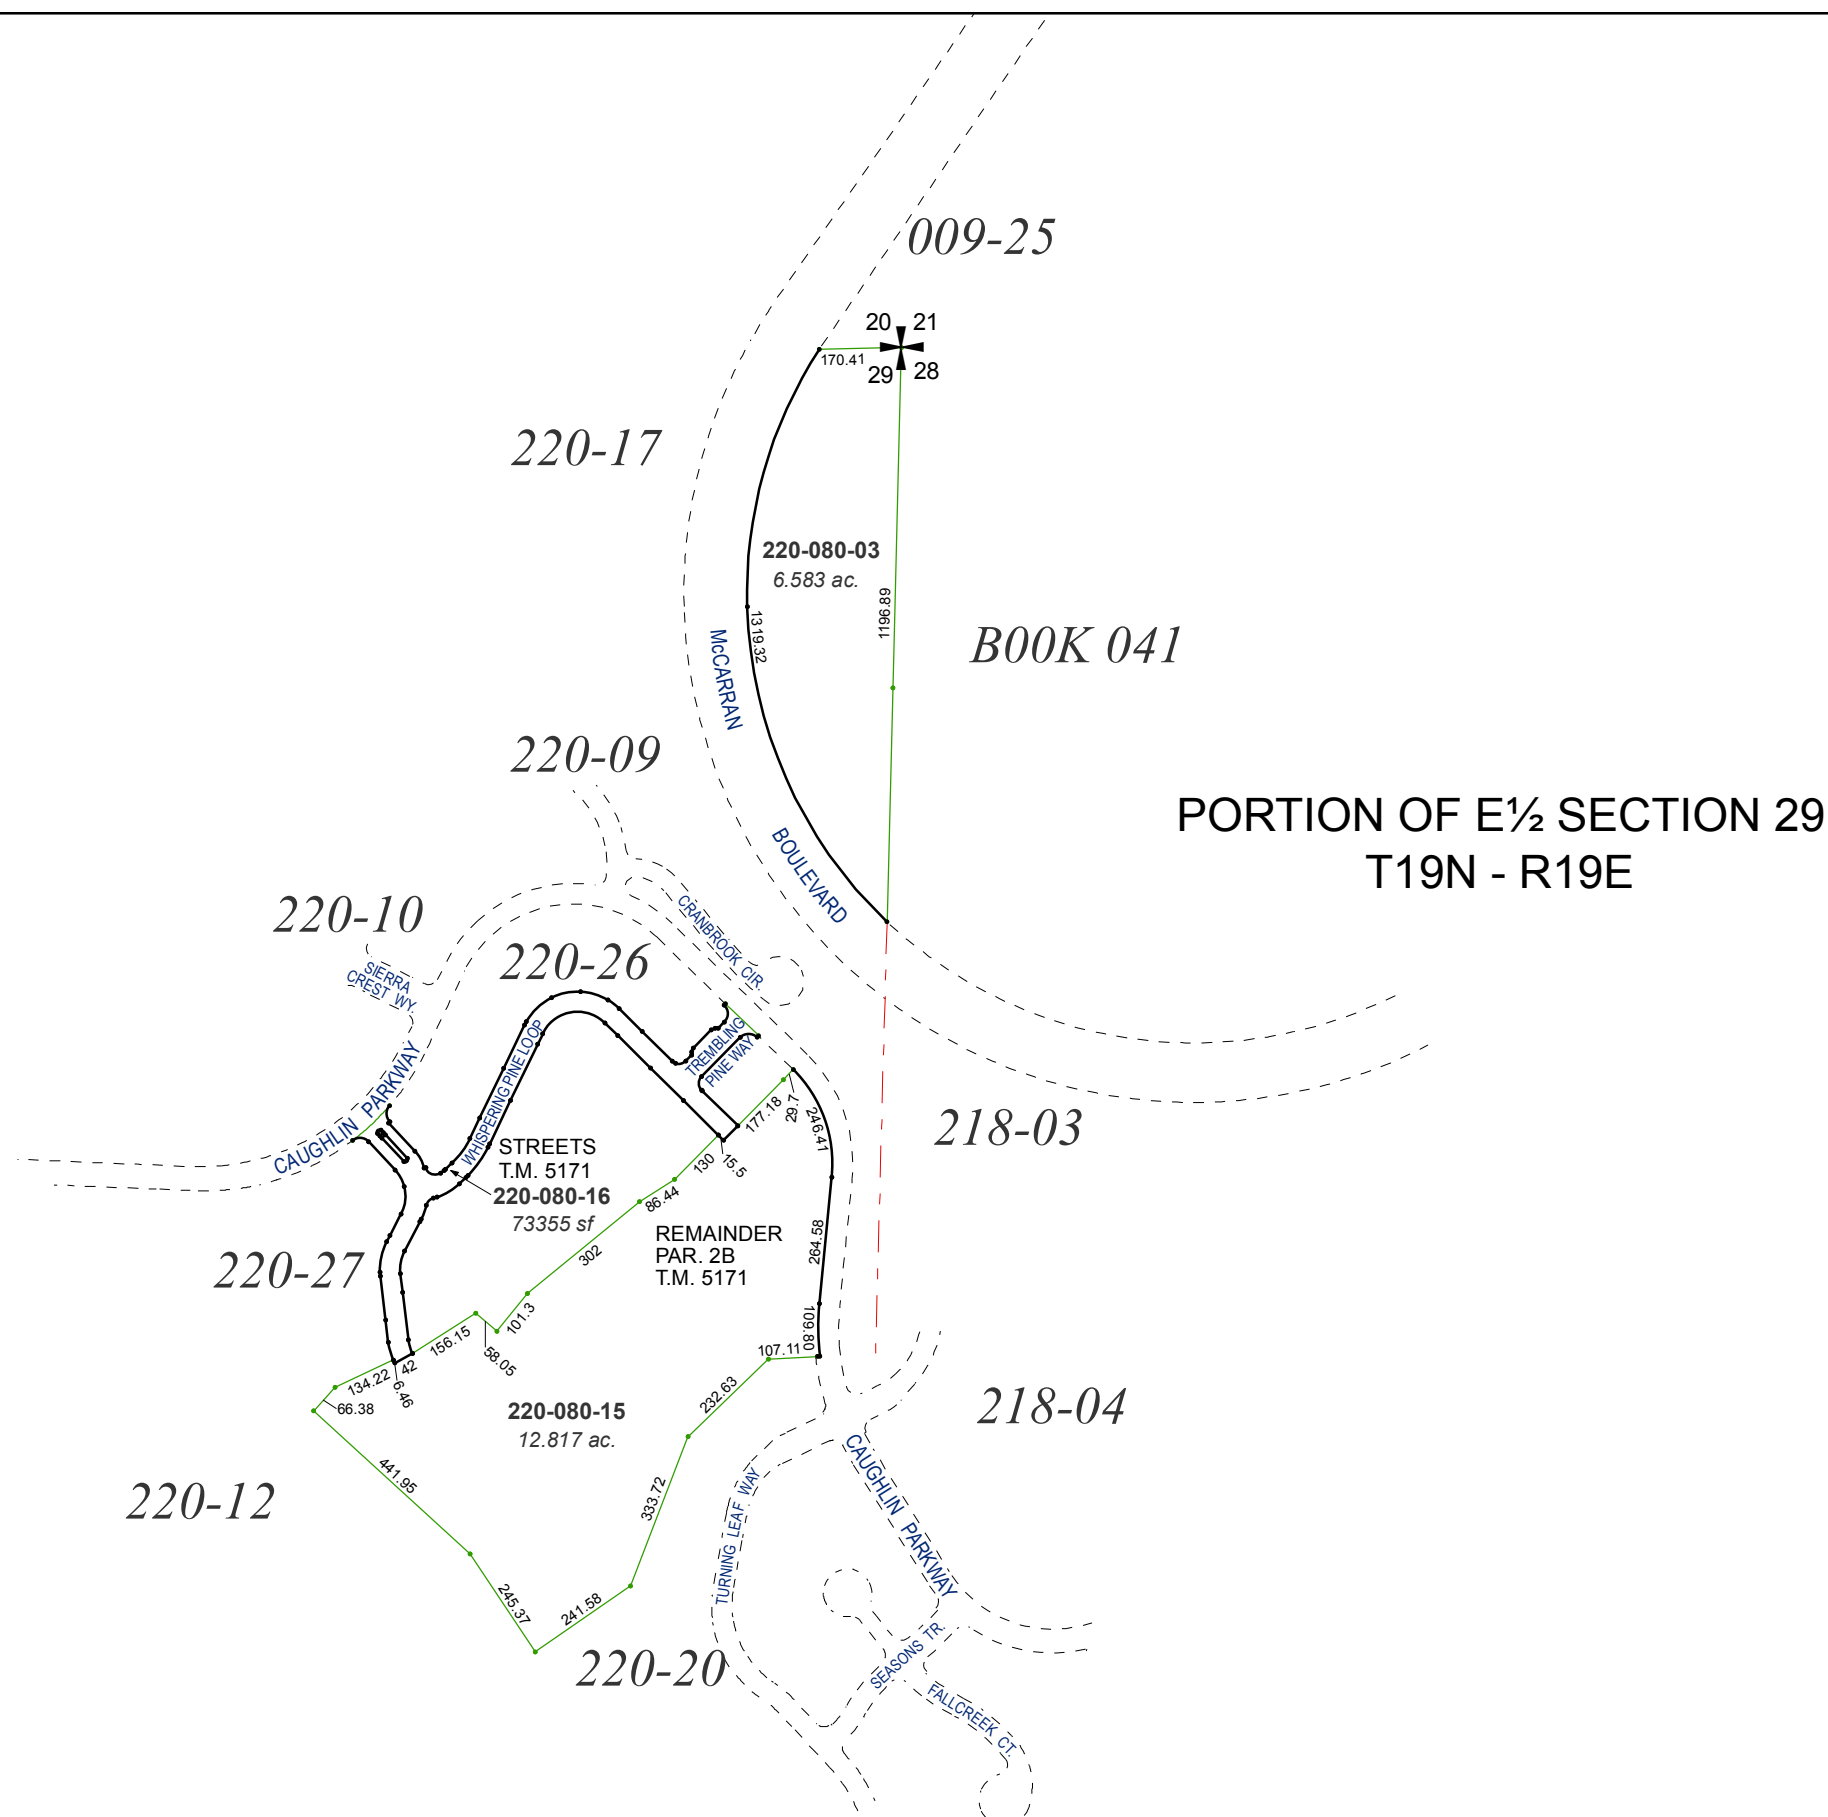 009-25
20 21
170.41
29 28
220-17
220-080-03
6.583 ac.
1196.89
1319.32
McCARRAN
B00K 041
220-09
PORTION OF E½ SECTION 29
T19N - R19E
BOULEVARD
220-10
CRANBROOK CIR.
220-26
SIERRA
CREST WY.
WHISPERING PINE LOOP
TREMBLING
PINE WAY
CAUGHLIN PARKWAY
177.18
29.7
246.41
218-03
STREETS
T.M. 5171
220-080-16
73355 sf
130
15.5
86.44
REMAINDER
PAR. 2B
T.M. 5171
264.58
220-27
302
101.3
109.80
156.15
58.05
107.11
134.22
42
6.46
66.38
232.63
220-080-15
12.817 ac.
218-04
441.95
333.72
CAUGHLIN PARKWAY
220-12
TURNING LEAF WAY
245.37
241.58
220-20
SEASONS TR.
FALLCREEK CT.